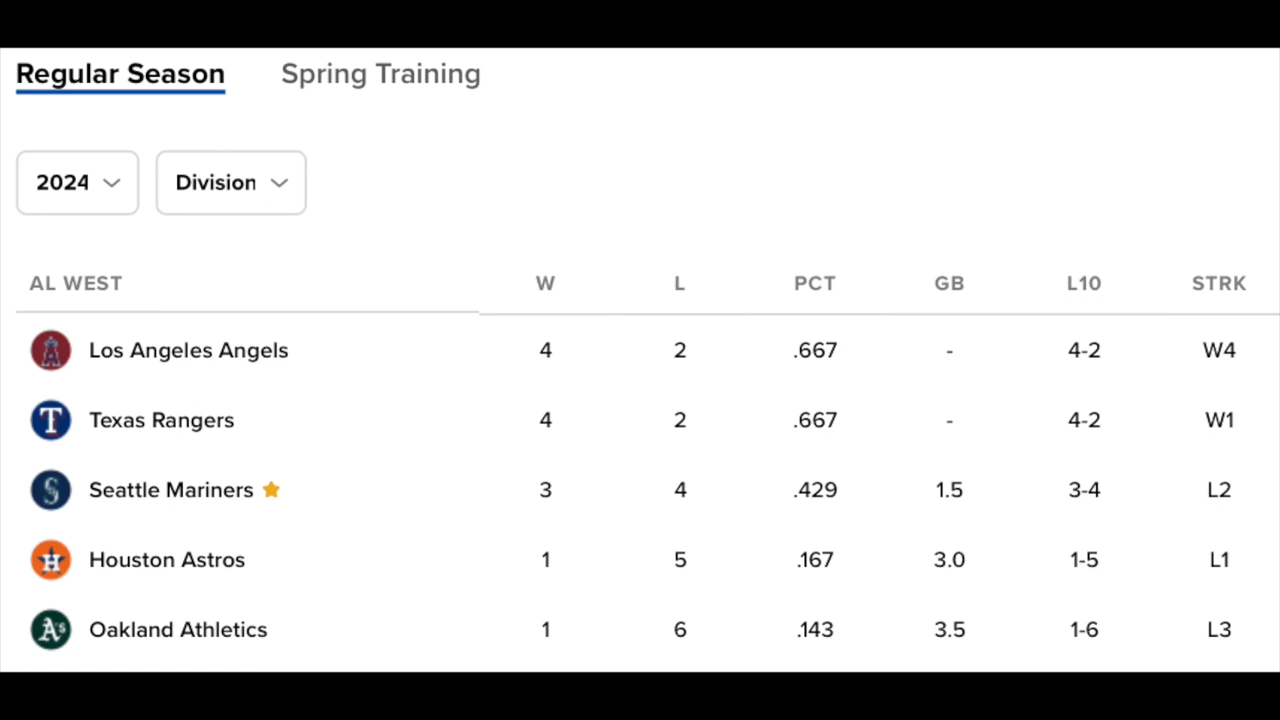 Regular Season Spring Training
2024 Division
AL WEST W L PCT GB L10 STRK
Los Angeles Angels 4 2 .667 - 4-2 W4
T Texas Rangers 4 2 .667 - 4-2 W1
S Seattle Mariners 3 4 .429 1.5 3-4 L2
H Houston Astros 1 5 .167 3.0 1-5 L1
A's Oakland Athletics 1 6 .143 3.5 1-6 L3